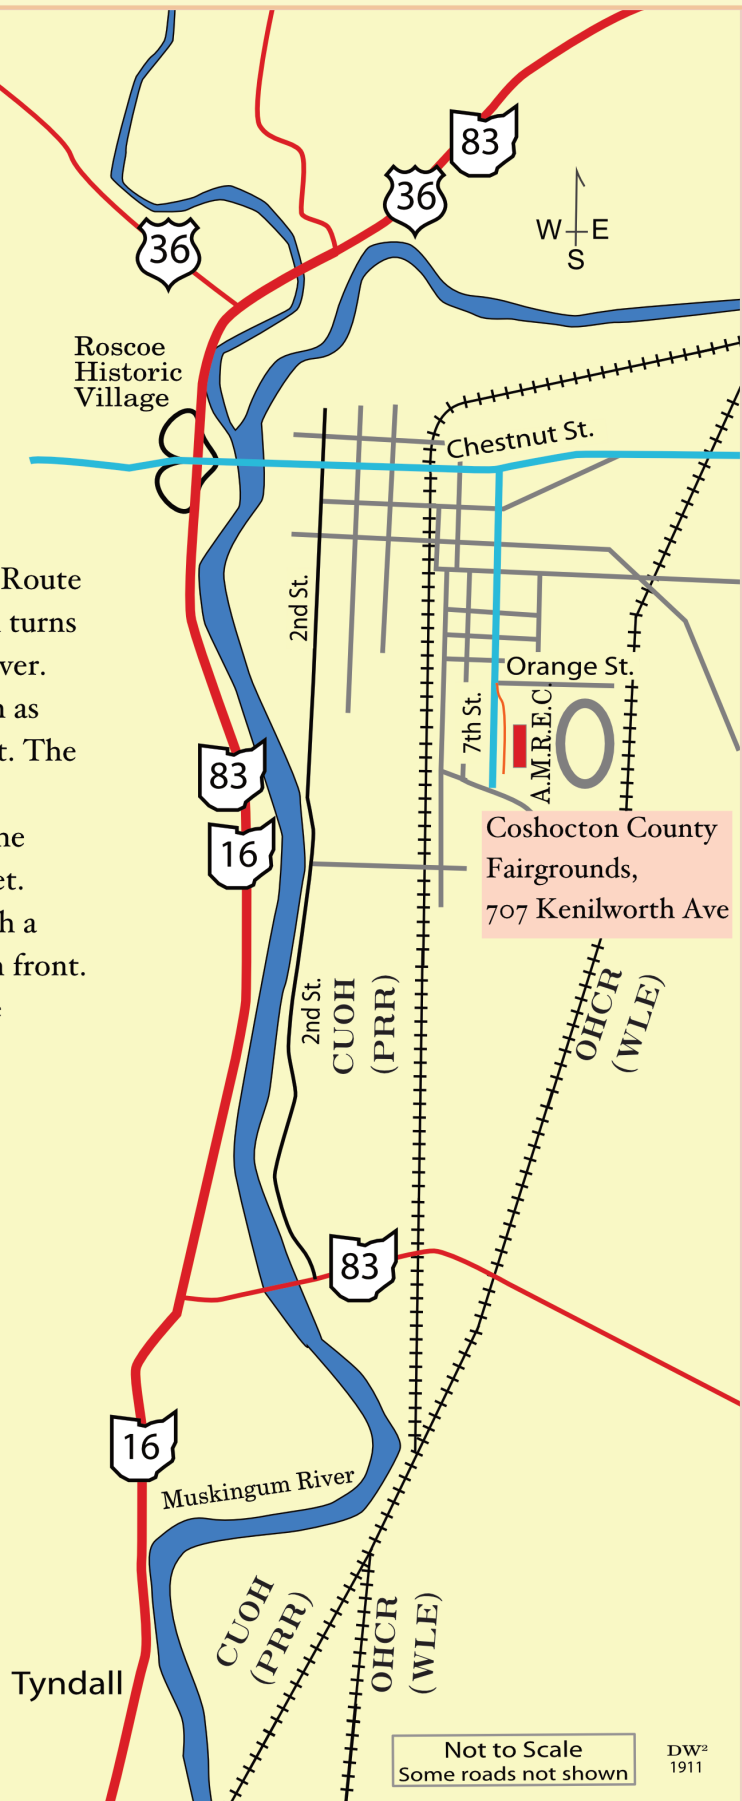 83
36
W E
S
36
Roscoe
Historic
Village
Chestnut St.
Route
turns
ver.
as
t. The
2nd St.
Orange St.
7th St.
A.M.R.E.C.
83
16
ne
et.
h a
n front.
e
Coshocton County
Fairgrounds,
707 Kenilworth Ave
2nd St.
CUOH
(PRR)
OHCR
(WLE)
83
16
Muskingum River
CUOH
(PRR)
OHCR
(WLE)
Tyndall
Not to Scale
Some roads not shown
DW²
1911